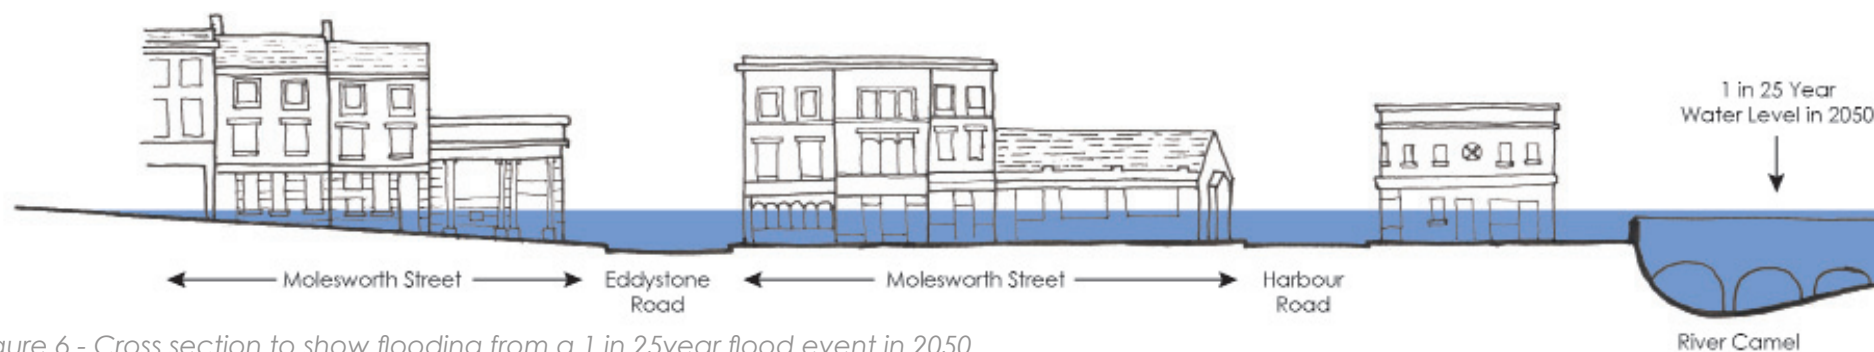 1 in 25 Year
Water Level in 2050
Molesworth Street
Eddystone
Road
Molesworth Street
Harbour
Road
River Camel
6 - Cross section to show flooding from a 1 in 25year flood event in 2050